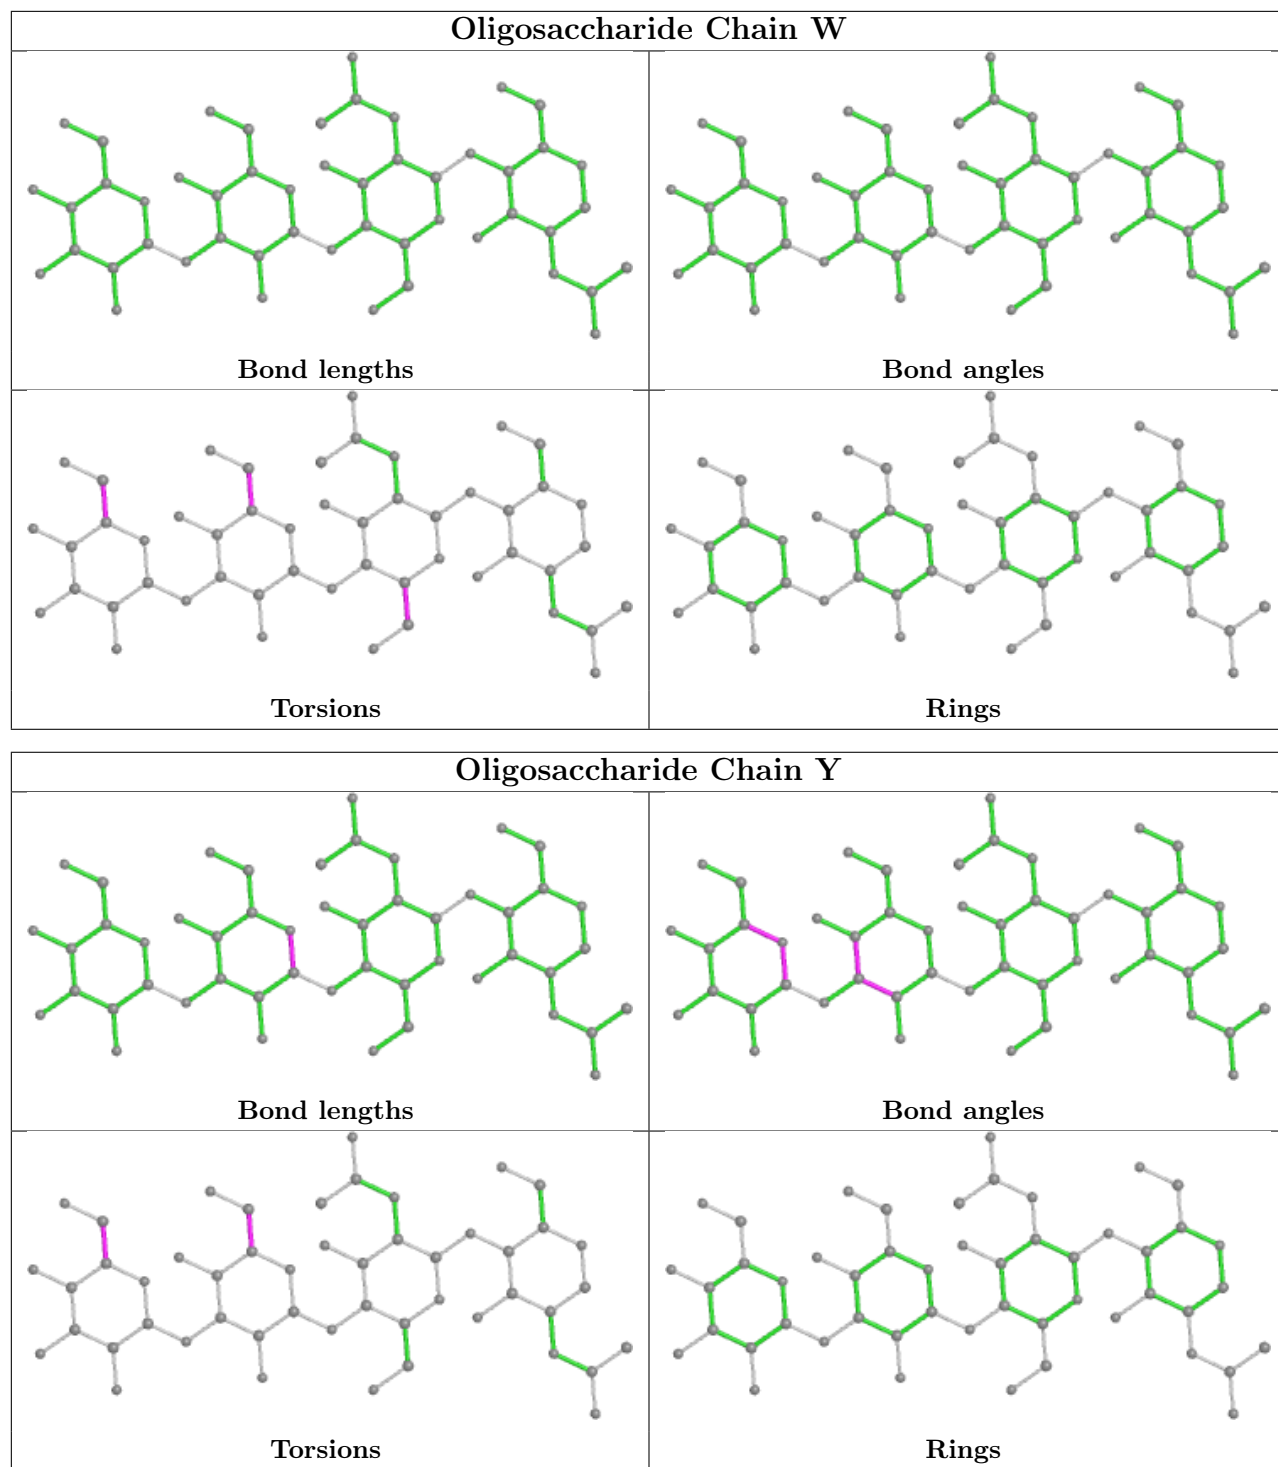 Oligosaccharide Chain W
Bond lengths
Bond angles
Torsions
Rings
Oligosaccharide Chain Y
Bond lengths
Bond angles
Torsions
Rings